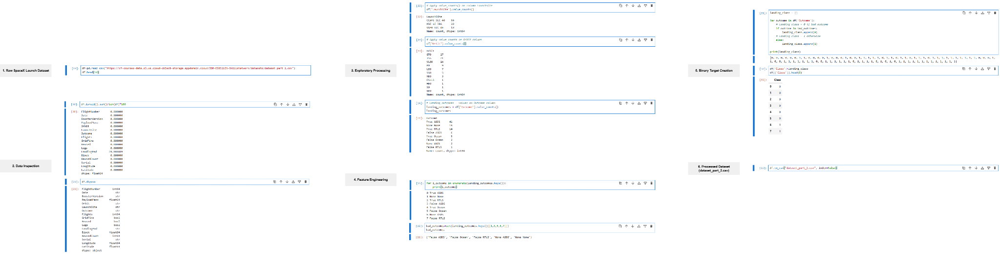 1. Raw SpaceX Launch Dataset
[19]: df=pd.read_csv("https://cf-courses-data.s3.us.cloud-object-storage.appdomain.cloud/IBM-DS0321EN-SkillsNetwork/datasets/dataset_part_1.csv")
df.head(10)
2. Data Inspection
[20]: df.isnull().sum()/len(df)*100
[20]: FlightNumber 0.000000
Date 0.000000
BoosterVersion 0.000000
PayloadMass 0.000000
Orbit 0.000000
LaunchSite 0.000000
Outcome 0.000000
Flights 0.000000
GridFins 0.000000
Reused 0.000000
Legs 0.000000
LandingPad 28.888889
Block 0.000000
ReusedCount 0.000000
Serial 0.000000
Longitude 0.000000
Latitude 0.000000
dtype: float64
[21]: df.dtypes
[21]: FlightNumber int64
Date str
BoosterVersion str
PayloadMass float64
Orbit str
LaunchSite str
Outcome str
Flights int64
GridFins bool
Reused bool
Legs bool
LandingPad str
Block float64
ReusedCount int64
Serial str
Longitude float64
Latitude float64
dtype: object
3. Exploratory Processing
[22]: # Apply value_counts() on column LaunchSite
df['LaunchSite'].value_counts()
[22]: LaunchSite
CCAFS SLC 40 55
KSC LC 39A 22
VAFB SLC 4E 13
Name: count, dtype: int64
[23]: # Apply value_counts on Orbit column
df['Orbit'].value_counts()
[23]: Orbit
GTO 27
ISS 21
VLEO 14
PO 9
LEO 7
SSO 5
MEO 3
ES-L1 1
HEO 1
SO 1
GEO 1
Name: count, dtype: int64
[24]: # landing_outcomes = values on Outcome column
landing_outcomes = df['Outcome'].value_counts()
landing_outcomes
[24]: Outcome
True ASDS 41
None None 19
True RTLS 14
False ASDS 6
True Ocean 5
False Ocean 2
None ASDS 2
False RTLS 1
Name: count, dtype: int64
4. Feature Engineering
[25]: for i,outcome in enumerate(landing_outcomes.keys()):
print(i,outcome)
0 True ASDS
1 None None
2 True RTLS
3 False ASDS
4 True Ocean
5 False Ocean
6 None ASDS
7 False RTLS
[26]: bad_outcomes=set(landing_outcomes.keys()[[1,3,5,6,7]])
bad_outcomes
[26]: {'False ASDS', 'False Ocean', 'False RTLS', 'None ASDS', 'None None'}
5. Binary Target Creation
[31]: landing_class = []
for outcome in df['Outcome']:
# landing_class = 0 if bad_outcome
if outcome in bad_outcomes:
landing_class.append(0)
# landing_class = 1 otherwise
else:
landing_class.append(1)
print(landing_class)
[32]: df['Class']=landing_class
df[['Class']].head(8)
[32]: Class
0 0
1 0
2 0
3 0
4 0
5 0
6 1
7 1
6. Processed Dataset
(dataset_part_2.csv)
[16]: df.to_csv("dataset_part_2.csv", index=False)